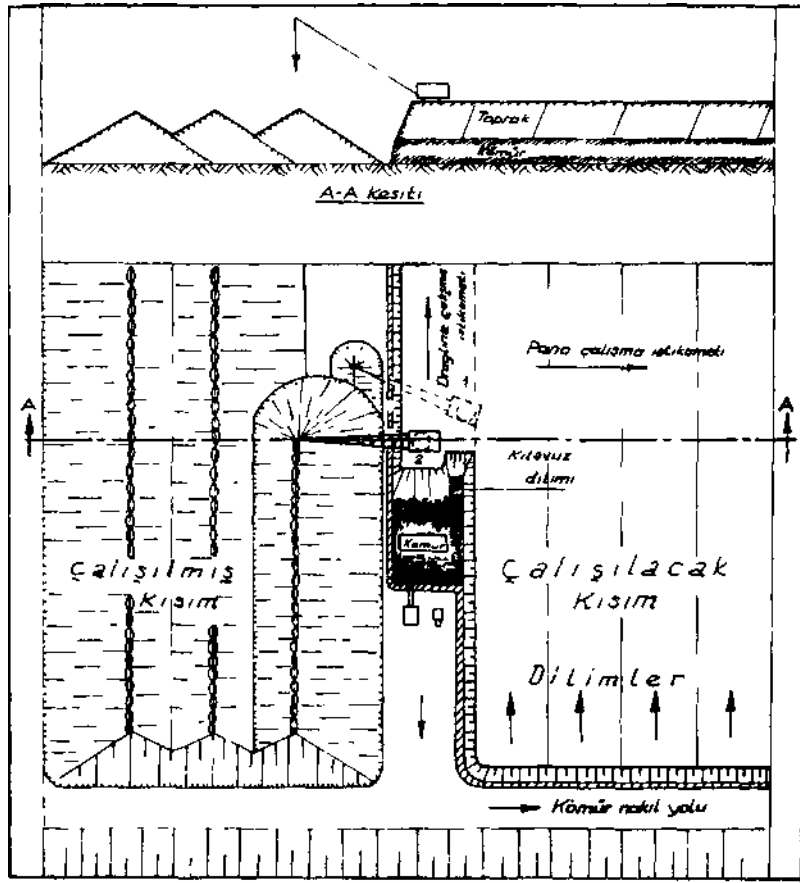 Toprak
Kömür
A-A Kesiti
Dragline çalışma
istikameti
Pano çalışma istikameti
A
A
1
2
Kılavuz
dilimi
Kömür
Çalışılmış
Kısım
Çalışılacak
Kısım
Dilimler
Kömür nakil yolu